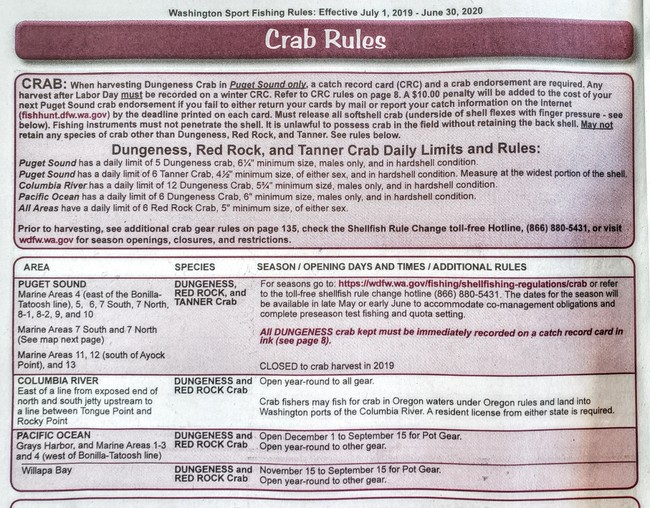 Washington Sport Fishing Rules: Effective July 1, 2019 - June 30, 2020
Crab Rules
CRAB: When harvesting Dungeness Crab in Puget Sound only, a catch record card (CRC) and a crab endorsement are required. Any
harvest after Labor Day must be recorded on a winter CRC. Refer to CRC rules on page 8. A $10.00 penalty will be added to the cost of your
next Puget Sound crab endorsement if you fail to either return your cards by mail or report your catch information on the Internet
(fishhunt.dfw.wa.gov) by the deadline printed on each card. Must release all softshell crab (underside of shell flexes with finger pressure - see
below). Fishing instruments must not penetrate the shell. It is unlawful to possess crab in the field without retaining the back shell. May not
retain any species of crab other than Dungeness, Red Rock, and Tanner. See rules below.
Dungeness, Red Rock, and Tanner Crab Daily Limits and Rules:
Puget Sound has a daily limit of 5 Dungeness crab, 6¼" minimum size, males only, and in hardshell condition.
Puget Sound has a daily limit of 6 Tanner Crab, 4½" minimum size, of either sex, and in hardshell condition. Measure at the widest portion of the shell.
Columbia River has a daily limit of 12 Dungeness Crab, 5¾" minimum size, males only, and in hardshell condition.
Pacific Ocean has a daily limit of 6 Dungeness Crab, 6" minimum size, males only, and in hardshell condition.
All Areas have a daily limit of 6 Red Rock Crab, 5" minimum size, of either sex.
Prior to harvesting, see additional crab gear rules on page 135, check the Shellfish Rule Change toll-free Hotline, (866) 880-5431, or visit
wdfw.wa.gov for season openings, closures, and restrictions.
AREA SPECIES SEASON / OPENING DAYS AND TIMES / ADDITIONAL RULES
PUGET SOUND
Marine Areas 4 (east of the Bonilla-
Tatoosh line), 5, 6, 7 South, 7 North,
8-1, 8-2, 9, and 10
Marine Areas 7 South and 7 North
(See map next page)
Marine Areas 11, 12 (south of Ayock
Point), and 13
DUNGENESS,
RED ROCK, and
TANNER Crab
For seasons go to: https://wdfw.wa.gov/fishing/shellfishing-regulations/crab or refer
to the toll-free shellfish rule change hotline (866) 880-5431. The dates for the season will
be available in late May or early June to accommodate co-management obligations and
complete preseason test fishing and quota setting.
All DUNGENESS crab kept must be immediately recorded on a catch record card in
ink (see page 8).
CLOSED to crab harvest in 2019
COLUMBIA RIVER
East of a line from exposed end of
north and south jetty upstream to
a line between Tongue Point and
Rocky Point
DUNGENESS and
RED ROCK Crab
Open year-round to all gear.
Crab fishers may fish for crab in Oregon waters under Oregon rules and land into
Washington ports of the Columbia River. A resident license from either state is required.
PACIFIC OCEAN
Grays Harbor, and Marine Areas 1-3
and 4 (west of Bonilla-Tatoosh line)
DUNGENESS and
RED ROCK Crab
Open December 1 to September 15 for Pot Gear.
Open year-round to other gear.
Willapa Bay
DUNGENESS and
RED ROCK Crab
November 15 to September 15 for Pot Gear.
Open year-round to other gear.